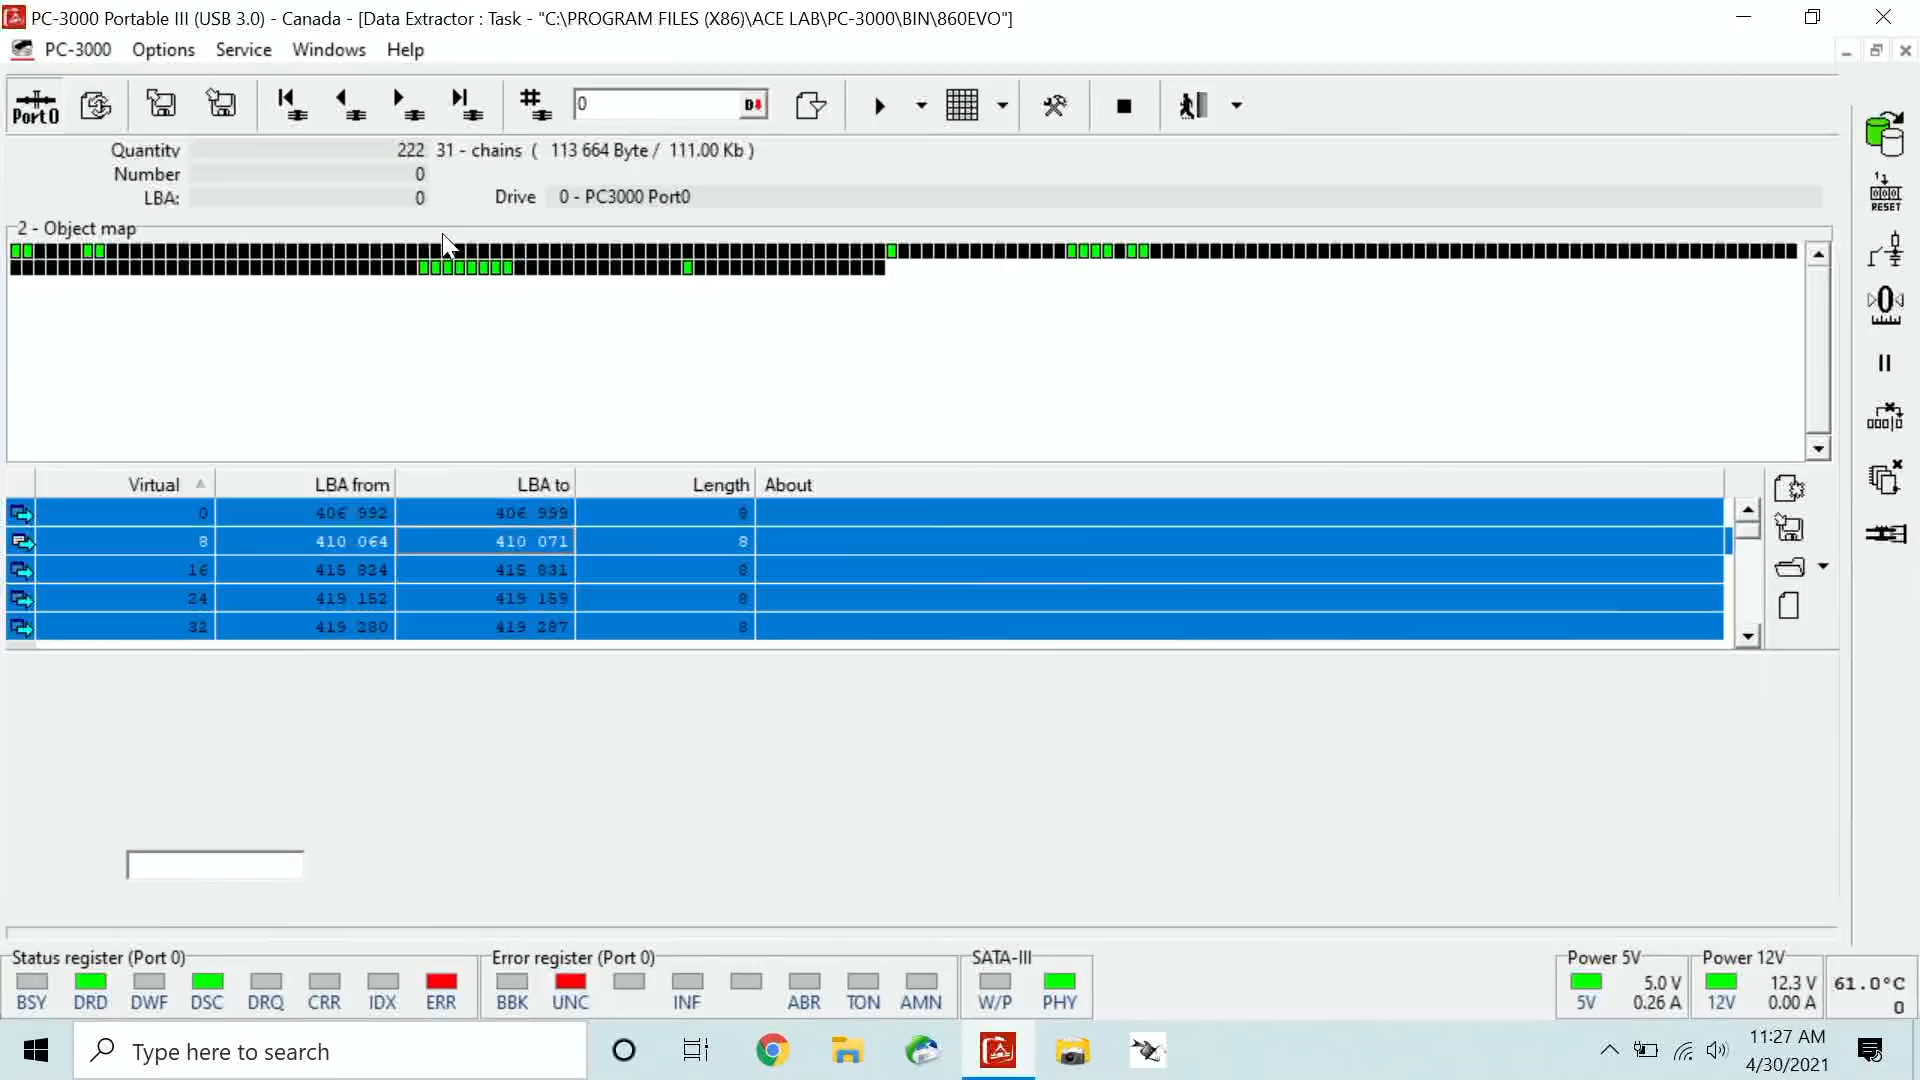 PC-3000 Portable III (USB 3.0) - Canada - [Data Extractor : Task - "C:\PROGRAM FILES (X86)\ACE LAB\PC-3000\BIN\860EVO"]
PC-3000 Options Service Windows Help
Port 0
0
D
Quantity 222 31 - chains ( 113 664 Byte / 111.00 Kb )
Number 0
LBA: 0 Drive 0 - PC3000 Port0
RESET
2 - Object map
Virtual LBA from LBA to Length About
0 406 992 406 999 8
8 410 064 410 071 8
16 415 824 415 831 8
24 419 152 419 159 8
32 419 280 419 287 8
Status register (Port 0) Error register (Port 0) SATA-III Power 5V Power 12V
5.0 V 12.3 V 61.0°C
BSY DRD DWF DSC DRQ CRR IDX ERR BBK UNC INF ABR TON AMN W/P PHY 5V 0.26 A 12V 0.00 A 0
Type here to search
11:27 AM
4/30/2021